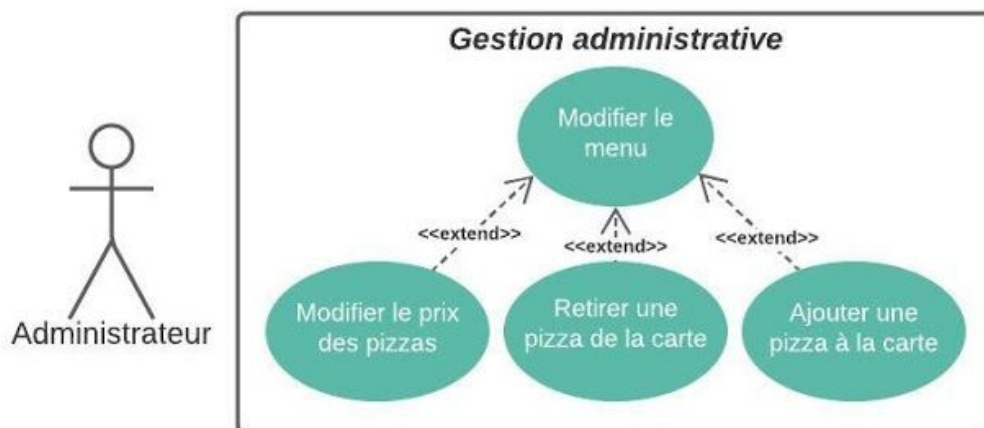 Gestion administrative
Modifier le
menu
<<extend>>
<<extend>>
<<extend>>
Modifier le prix
des pizzas
Retirer une
pizza de la carte
Ajouter une
pizza à la carte
Administrateur